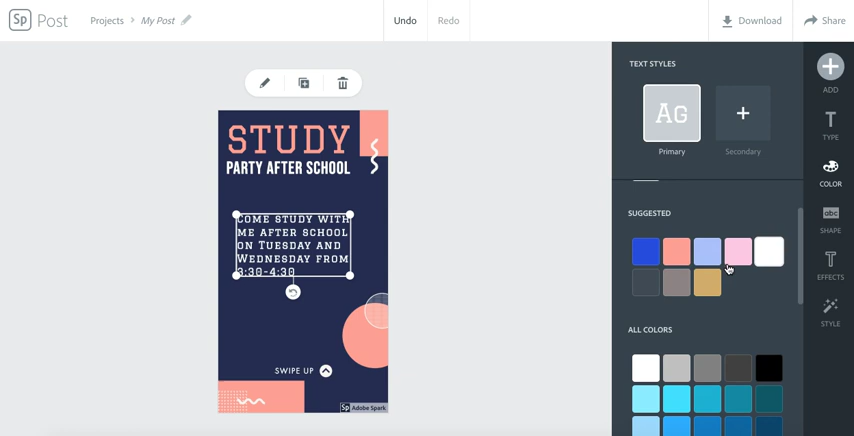 Sp Post
Projects > My Post
Undo
Redo
Download
Share
STUDY
PARTY AFTER SCHOOL
COME STUDY WITH
ME AFTER SCHOOL
ON TUESDAY AND
WEDNESDAY FROM
3:30-4:30
SWIPE UP
Sp Adobe Spark
TEXT STYLES
AG
+
Primary
Secondary
SUGGESTED
ALL COLORS
ADD
T
TYPE
COLOR
abc
SHAPE
T
EFFECTS
STYLE